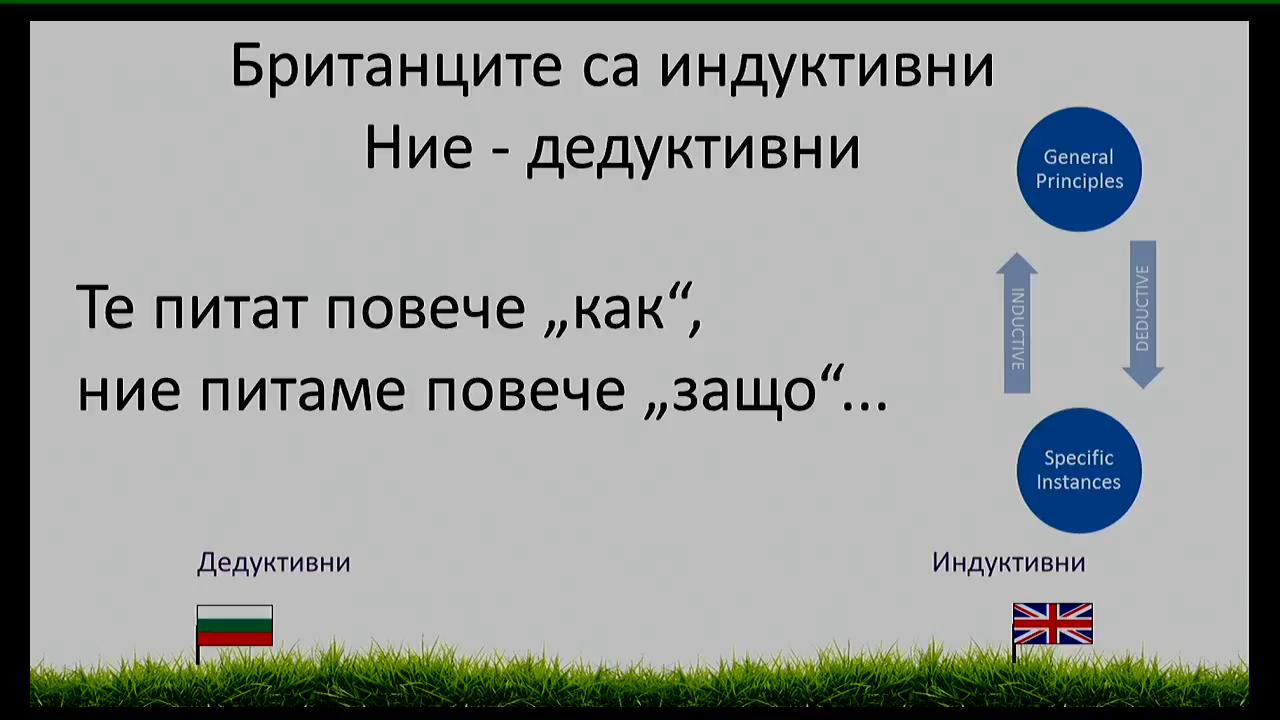 Британците са индуктивни
Ние - дедуктивни
General
Principles
INDUCTIVE
DEDUCTIVE
Те питат повече „как“,
ние питаме повече „защо“...
Specific
Instances
Дедуктивни
Индуктивни